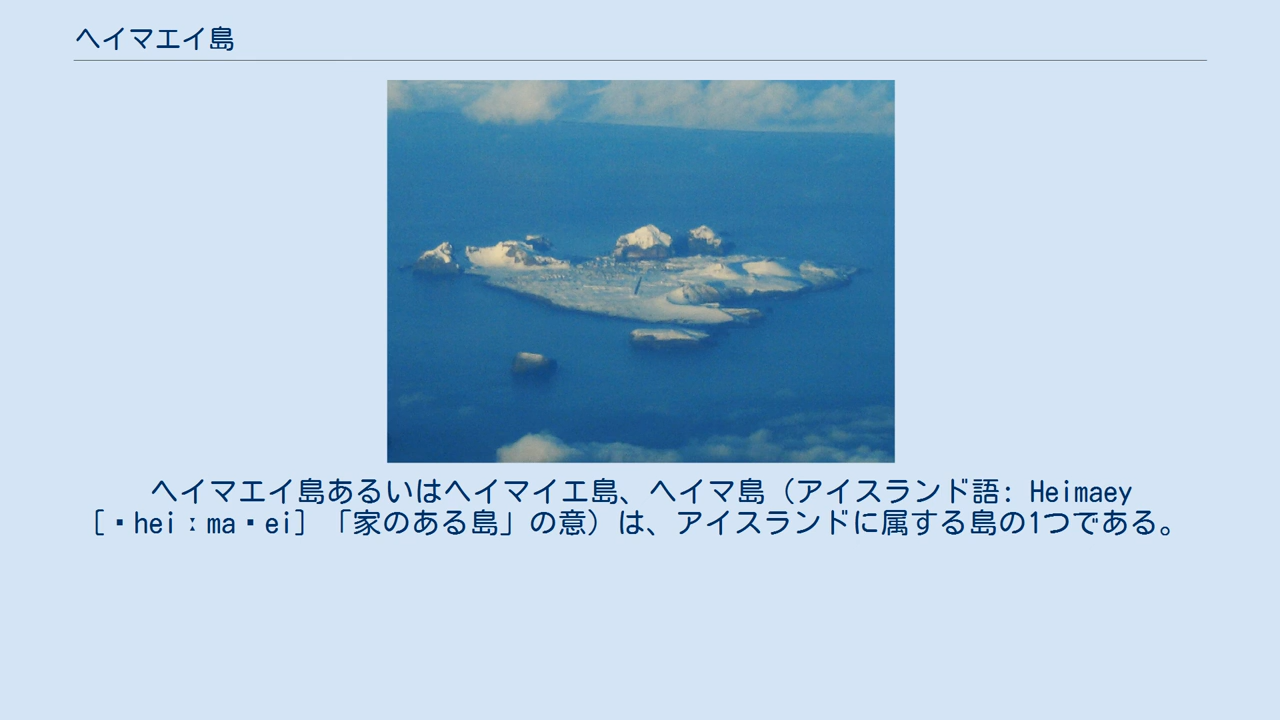 ヘイマエイ島
ヘイマエイ島あるいはヘイマイエ島、ヘイマ島（アイスランド語: Heimaey
[▪heiːma▪ei] 「家のある島」の意）は、アイスランドに属する島の1つである。